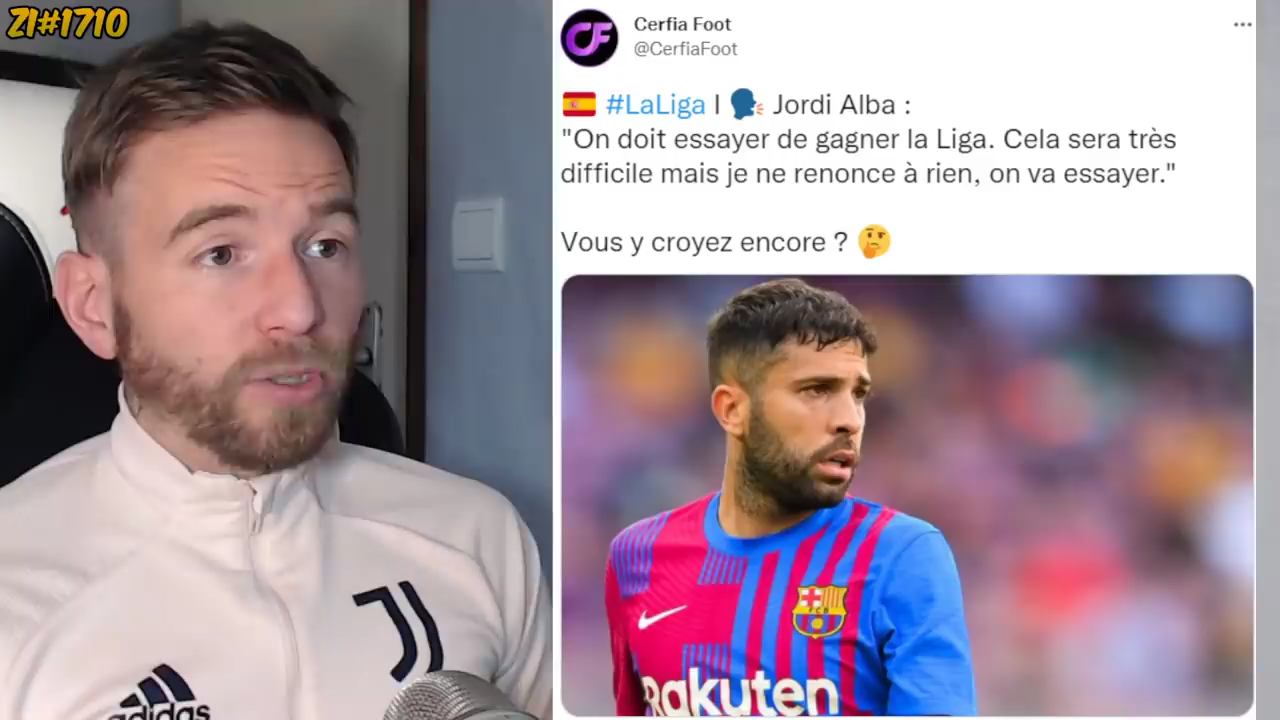 ZI#1710
Cerfia Foot
@CerfiaFoot
#LaLiga I Jordi Alba :
"On doit essayer de gagner la Liga. Cela sera très
difficile mais je ne renonce à rien, on va essayer."
Vous y croyez encore ?
adidas
FCB
Rakuten